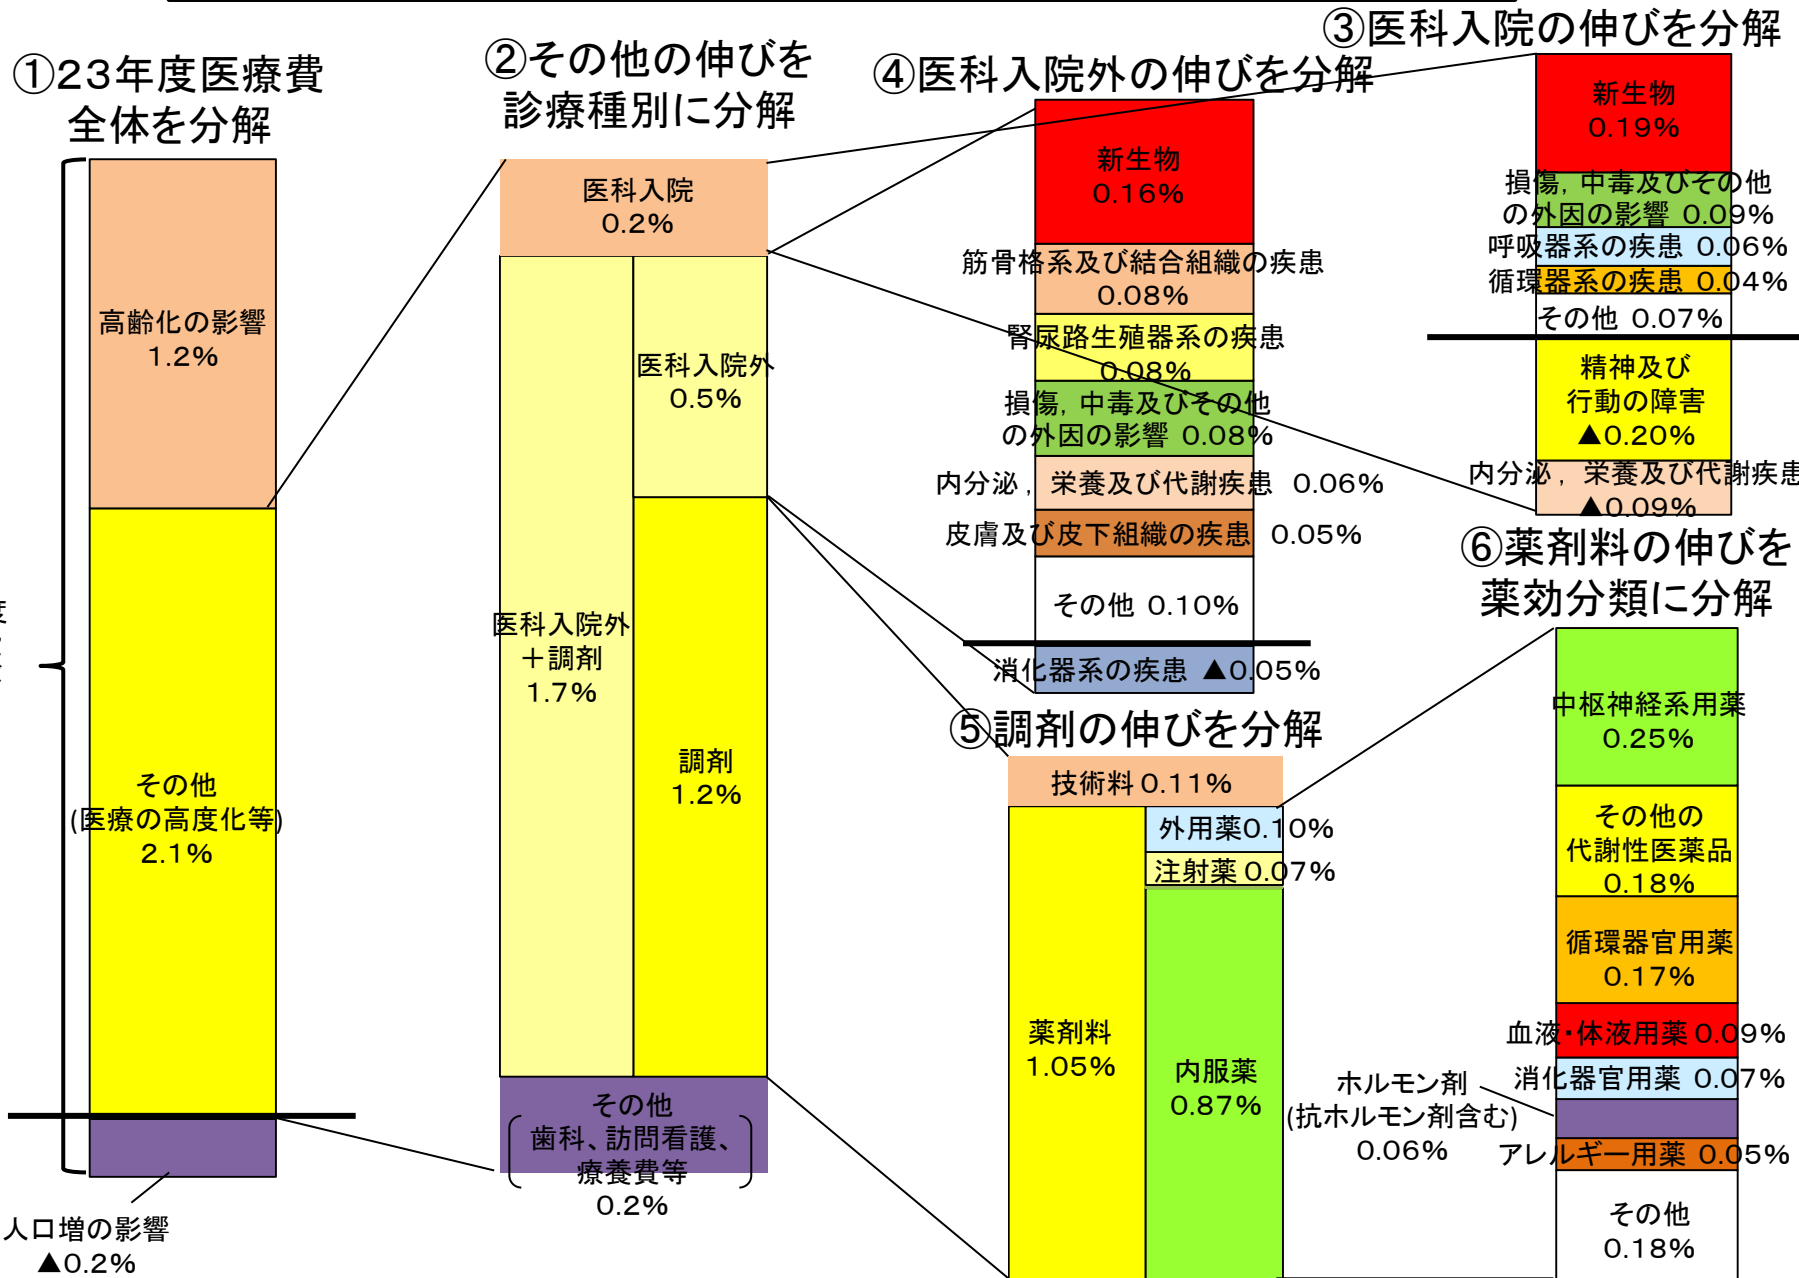 ①23年度医療費
全体を分解
高齢化の影響
1.2%
その他
(医療の高度化等)
2.1%
人口増の影響
▲0.2%
②その他の伸びを
診療種別に分解
医科入院
0.2%
医科入院外
+調剤
1.7%
医科入院外
0.5%
調剤
1.2%
その他
歯科、訪問看護、
療養費等
0.2%
④医科入院外の伸びを分解
新生物
0.16%
筋骨格系及び結合組織の疾患
0.08%
腎尿路生殖器系の疾患
0.08%
損傷,中毒及びその他
の外因の影響 0.08%
内分泌,栄養及び代謝疾患 0.06%
皮膚及び皮下組織の疾患 0.05%
その他 0.10%
消化器系の疾患 ▲0.05%
③医科入院の伸びを分解
新生物
0.19%
損傷,中毒及びその他
の外因の影響 0.09%
呼吸器系の疾患 0.06%
循環器系の疾患 0.04%
その他 0.07%
精神及び
行動の障害
▲0.20%
内分泌,栄養及び代謝疾患
▲0.09%
⑤調剤の伸びを分解
技術料 0.11%
薬剤料
1.05%
外用薬0.10%
注射薬 0.07%
内服薬
0.87%
⑥薬剤料の伸びを
薬効分類に分解
中枢神経系用薬
0.25%
その他の
代謝性医薬品
0.18%
循環器官用薬
0.17%
血液・体液用薬 0.09%
消化器官用薬 0.07%
ホルモン剤
(抗ホルモン剤含む)
0.06%
アレルギー用薬 0.05%
その他
0.18%